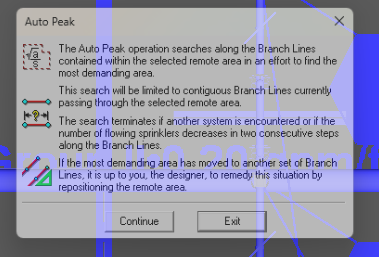 Auto Peak
The Auto Peak operation searches along the Branch Lines
contained within the selected remote area in an effort to find the
most demanding area.
This search will be limited to contiguous Branch Lines currently
passing through the selected remote area.
The search terminates if another system is encountered or if the
number of flowing sprinklers decreases in two consecutive steps
along the Branch Lines.
If the most demanding area has moved to another set of Branch
Lines, it is up to you, the designer, to remedy this situation by
repositioning the remote area.
Continue Exit